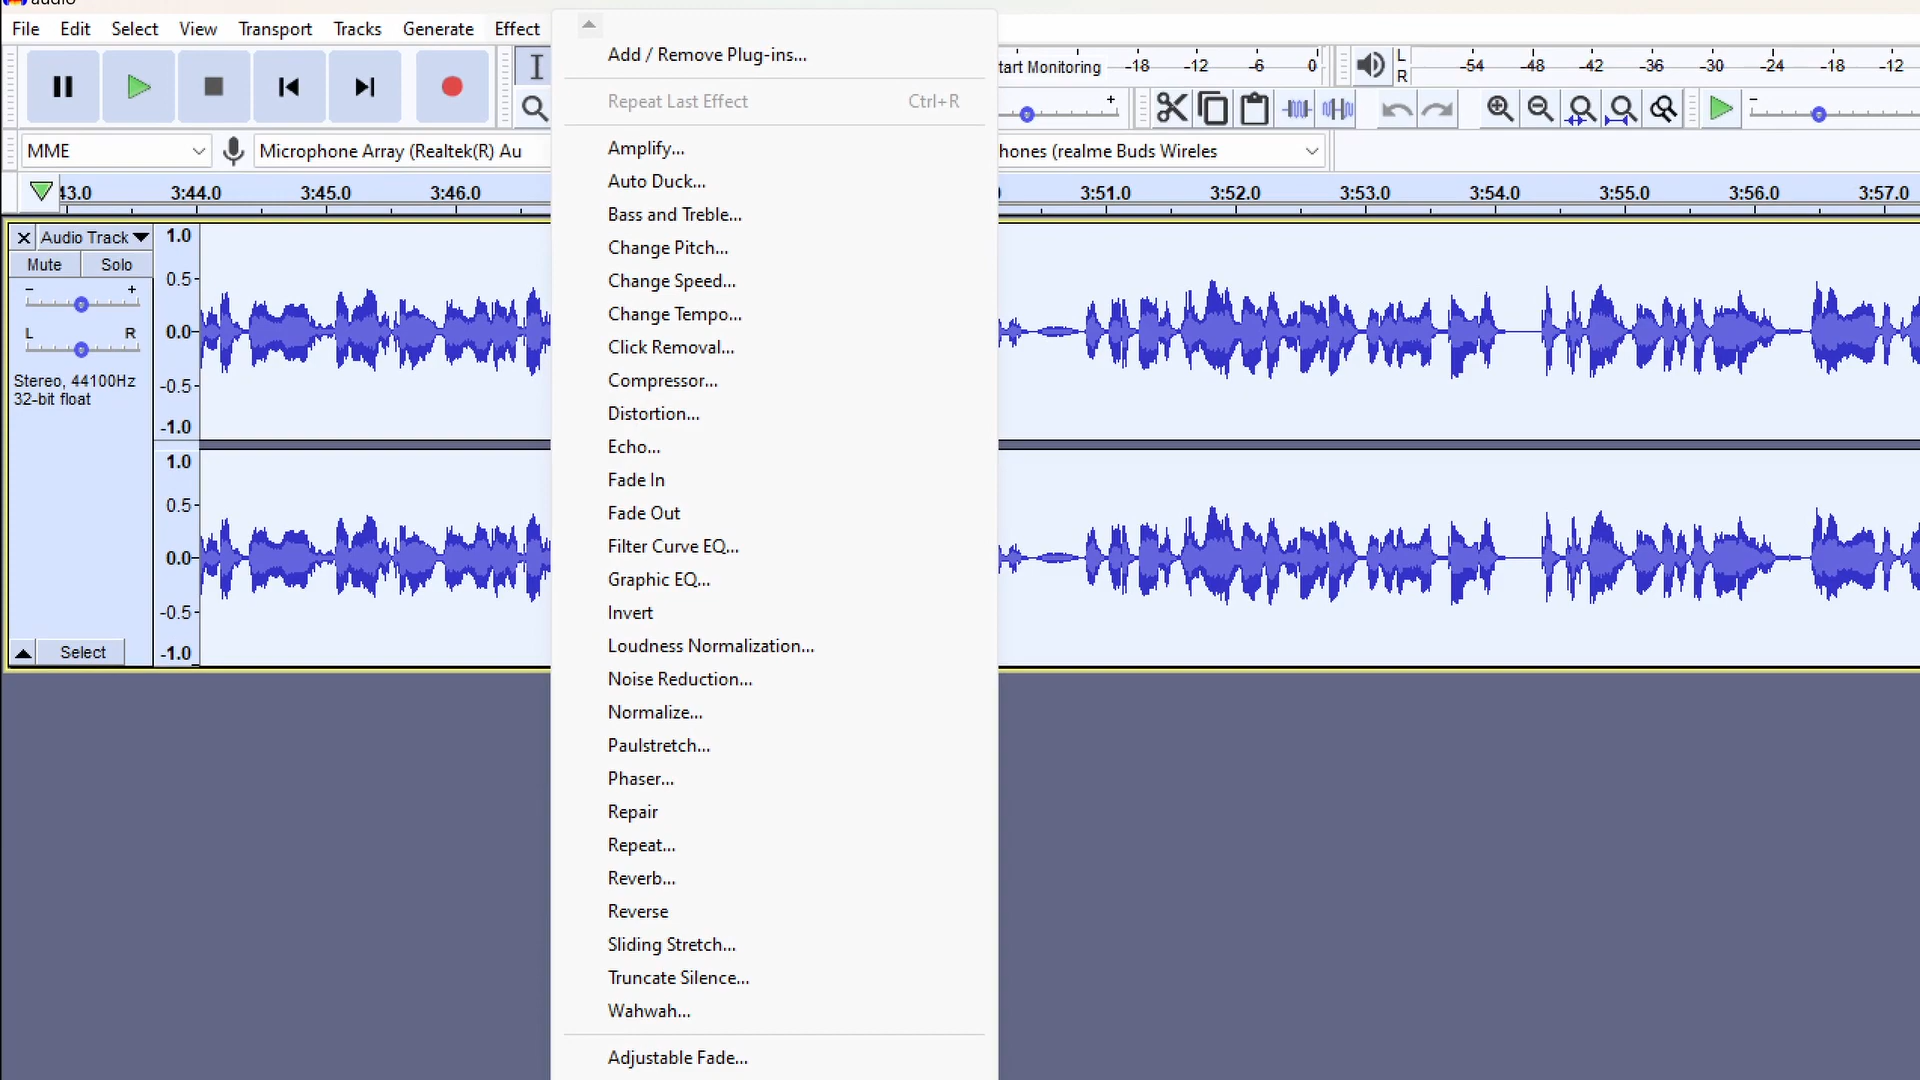 audio
File Edit Select View Transport Tracks Generate Effect
Add / Remove Plug-ins...
Repeat Last Effect Ctrl+R
Amplify...
Auto Duck...
Bass and Treble...
Change Pitch...
Change Speed...
Change Tempo...
Click Removal...
Compressor...
Distortion...
Echo...
Fade In
Fade Out
Filter Curve EQ...
Graphic EQ...
Invert
Loudness Normalization...
Noise Reduction...
Normalize...
Paulstretch...
Phaser...
Repair
Repeat...
Reverb...
Reverse
Sliding Stretch...
Truncate Silence...
Wahwah...
Adjustable Fade...
tart Monitoring -18 -12 -6 0
L
R
-54 -48 -42 -36 -30 -24 -18 -12
- +
MME
Microphone Array (Realtek(R) Au
hones (realme Buds Wireles
43.0 3:44.0 3:45.0 3:46.0 3:51.0 3:52.0 3:53.0 3:54.0 3:55.0 3:56.0 3:57.0
Audio Track
Mute Solo
- +
L R
Stereo, 44100Hz
32-bit float
Select
1.0
0.5
0.0
-0.5
-1.0
1.0
0.5
0.0
-0.5
-1.0